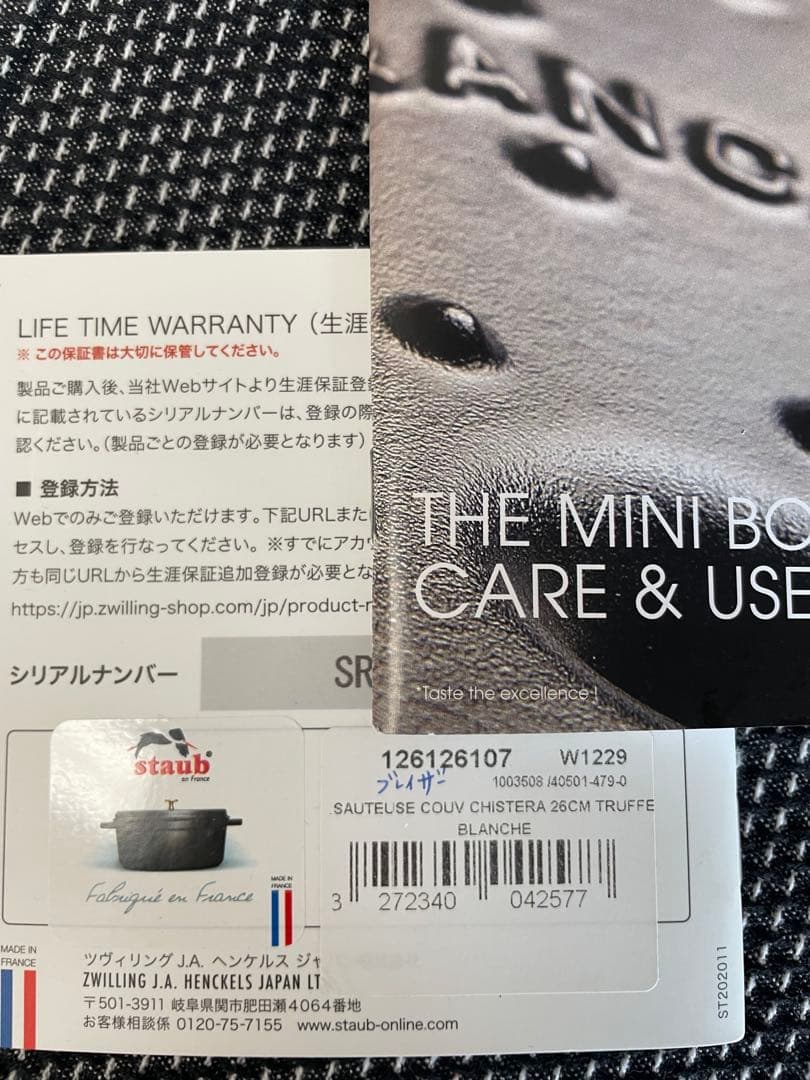 LANC
LIFE TIME WARRANTY（生涯
※ この保証書は大切に保管してください。
製品ご購入後、当社Webサイトより生涯保証登録
に記載されているシリアルナンバーは、登録の際
認ください。（製品ごとの登録が必要となります）
■ 登録方法
Webでのみご登録いただけます。下記URLまた
セスし、登録を行なってください。 ※すでにアカウ
方も同じURLから生涯保証追加登録が必要とな
https://jp.zwilling-shop.com/jp/product-r
シリアルナンバー
SR
THE MINI BO
CARE & USE
*Taste the excellence !
staub
en France
Fabriqué en France
MADE IN
FRANCE
126126107 W1229
ブレイザー
1003508 /40501-479-0
.SAUTEUSE COUV CHISTERA 26CM TRUFFE
BLANCHE
3 272340 042577
MADE IN
FRANCE
ツヴィリング J.A. ヘンケルス ジャ
ZWILLING J.A. HENCKELS JAPAN LT
〒501-3911 岐阜県関市肥田瀬4064番地
お客様相談係 0120-75-7155 www.staub-online.com
ST202011